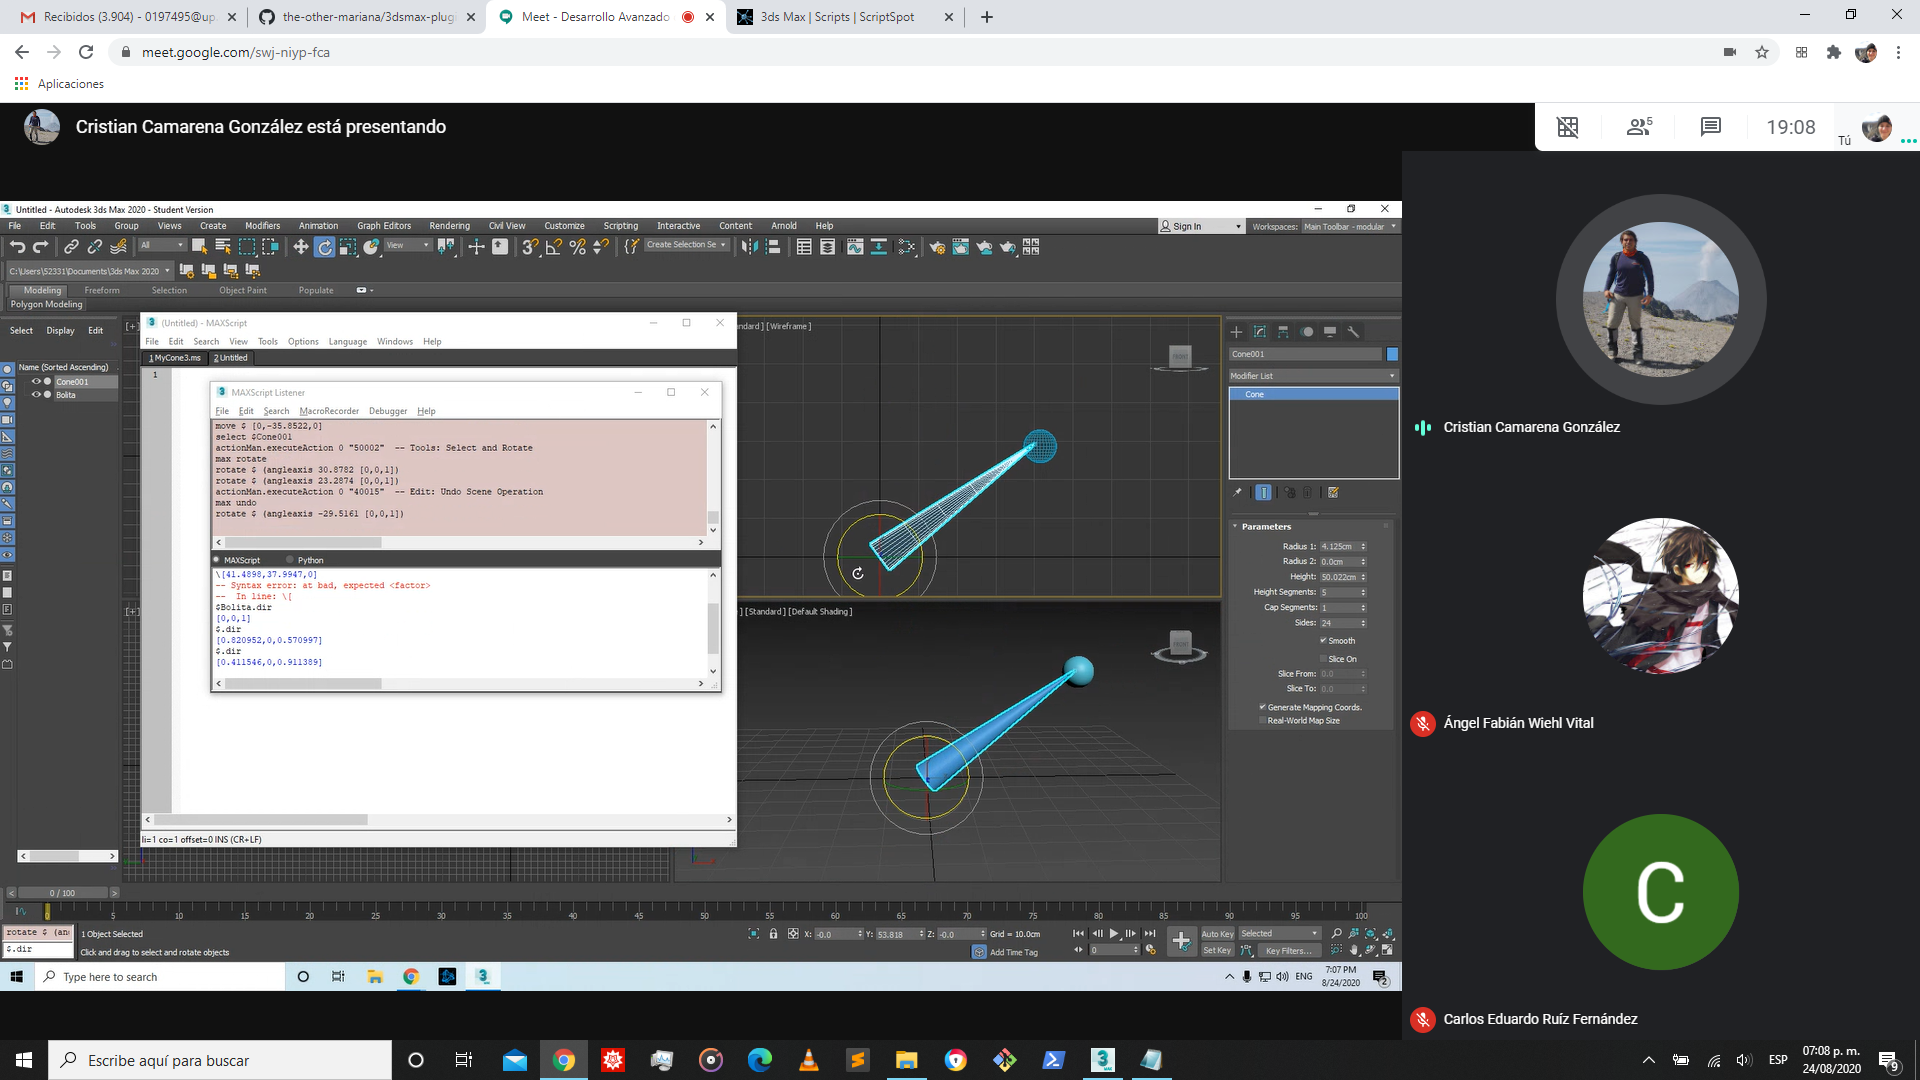 Recibidos (3.904) - 0197495@up.
the-other-mariana/3dsmax-plug
Meet - Desarrollo Avanzado
3ds Max | Scripts | ScriptSpot
meet.google.com/swj-niyp-fca
Aplicaciones
Cristian Camarena González está presentando
5
19:08
Tú
Untitled - Autodesk 3ds Max 2020 - Student Version
File Edit Tools Group Views Create Modifiers Animation Graph Editors Rendering Civil View Customize Scripting Interactive Content Arnold Help
Sign In
Workspaces: Main Toolbar - modular
All
View
Create Selection Se
C:\Users\52331\Documents\3ds Max 2020
Modeling Freeform Selection Object Paint Populate
Polygon Modeling
Select Display Edit
Name (Sorted Ascending)
Cone001
Bolita
[+]
(Untitled) - MAXScript
File Edit Search View Tools Options Language Windows Help
1 MyCone3.ms 2 Untitled
1
MAXScript Listener
File Edit Search MacroRecorder Debugger Help
move $ [0,-35.8522,0]
select $Cone001
actionMan.executeAction 0 "50002"  -- Tools: Select and Rotate
max rotate
rotate $ (angleaxis 30.8782 [0,0,1])
rotate $ (angleaxis 23.2874 [0,0,1])
actionMan.executeAction 0 "40015"  -- Edit: Undo Scene Operation
max undo
rotate $ (angleaxis -29.5161 [0,0,1])
MAXScript Python
\[41.4898,37.9947,0]
-- Syntax error: at bad, expected <factor>
--  In line: \[
$Bolita.dir
[0,0,1]
$.dir
[0.820952,0,0.570997]
$.dir
[0.411546,0,0.911389]
li=1 co=1 offset=0 INS (CR+LF)
ndard ] [Wireframe ]
FRONT
[+]
] [Standard ] [Default Shading ]
FRONT
Cone001
Modifier List
Cone
Parameters
Radius 1: 4.125cm
Radius 2: 0.0cm
Height: 50.022cm
Height Segments: 5
Cap Segments: 1
Sides: 24
Smooth
Slice On
Slice From: 0.0
Slice To: 0.0
Generate Mapping Coords.
Real-World Map Size
0 / 100
0 5 10 15 20 25 30 35 40 45 50 55 60 65 70 75 80 85 90 95 100
rotate $ (an
$.dir
1 Object Selected
Click and drag to select and rotate objects
X: -0.0 Y: 53.818 Z: -0.0 Grid = 10.0cm
Add Time Tag
0
Auto Key Selected
Set Key Key Filters...
Type here to search
ENG
7:07 PM
8/24/2020
2
Cristian Camarena González
Ángel Fabián Wiehl Vital
C
Carlos Eduardo Ruíz Fernández
Escribe aquí para buscar
ESP
07:08 p. m.
24/08/2020
9